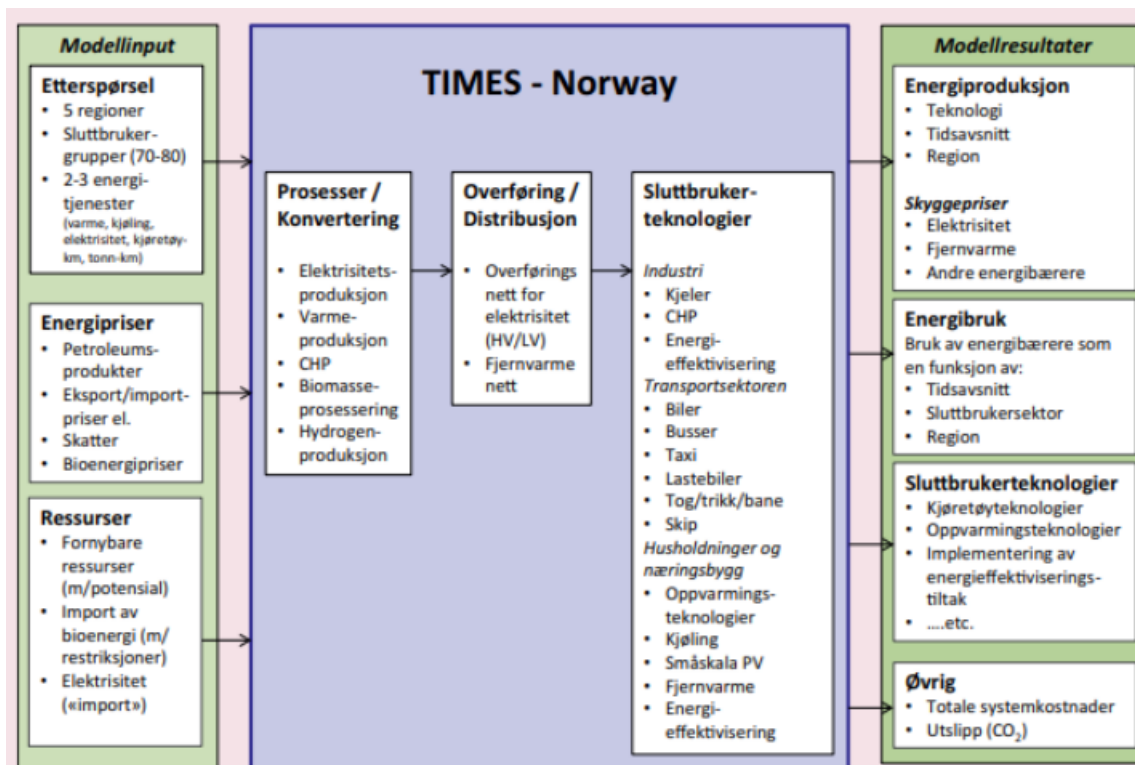 Modellinput
Etterspørsel
• 5 regioner
• Sluttbruker-
grupper (70-80)
• 2-3 energi-
tjenester
(varme, kjøling,
elektrisitet, kjøretøy-
km, tonn-km)
Energipriser
• Petroleums-
produkter
• Eksport/import-
priser el.
• Skatter
• Bioenergipriser
Ressurser
• Fornybare
ressurser
(m/potensial)
• Import av
bioenergi (m/
restriksjoner)
• Elektrisitet
(«import»)
TIMES - Norway
Prosesser /
Konvertering
• Elektrisitets-
produksjon
• Varme-
produksjon
• CHP
• Biomasse-
prosessering
• Hydrogen-
produksjon
Overføring /
Distribusjon
• Overførings
nett for
elektrisitet
(HV/LV)
• Fjernvarme
nett
Sluttbruker-
teknologier
Industri
• Kjeler
• CHP
• Energi-
effektivisering
Transportsektoren
• Biler
• Busser
• Taxi
• Lastebiler
• Tog/trikk/bane
• Skip
Husholdninger og
næringsbygg
• Oppvarmings-
teknologier
• Kjøling
• Småskala PV
• Fjernvarme
• Energi-
effektivisering
Modellresultater
Energiproduksjon
• Teknologi
• Tidsavsnitt
• Region
Skyggepriser
• Elektrisitet
• Fjernvarme
• Andre energibærere
Energibruk
Bruk av energibærere som
en funksjon av:
• Tidsavsnitt
• Sluttbrukersektor
• Region
Sluttbrukerteknologier
• Kjøretøyteknologier
• Oppvarmingsteknologier
• Implementering av
energieffektiviserings-
tiltak
• .....etc.
Øvrig
• Totale systemkostnader
• Utslipp (CO₂)